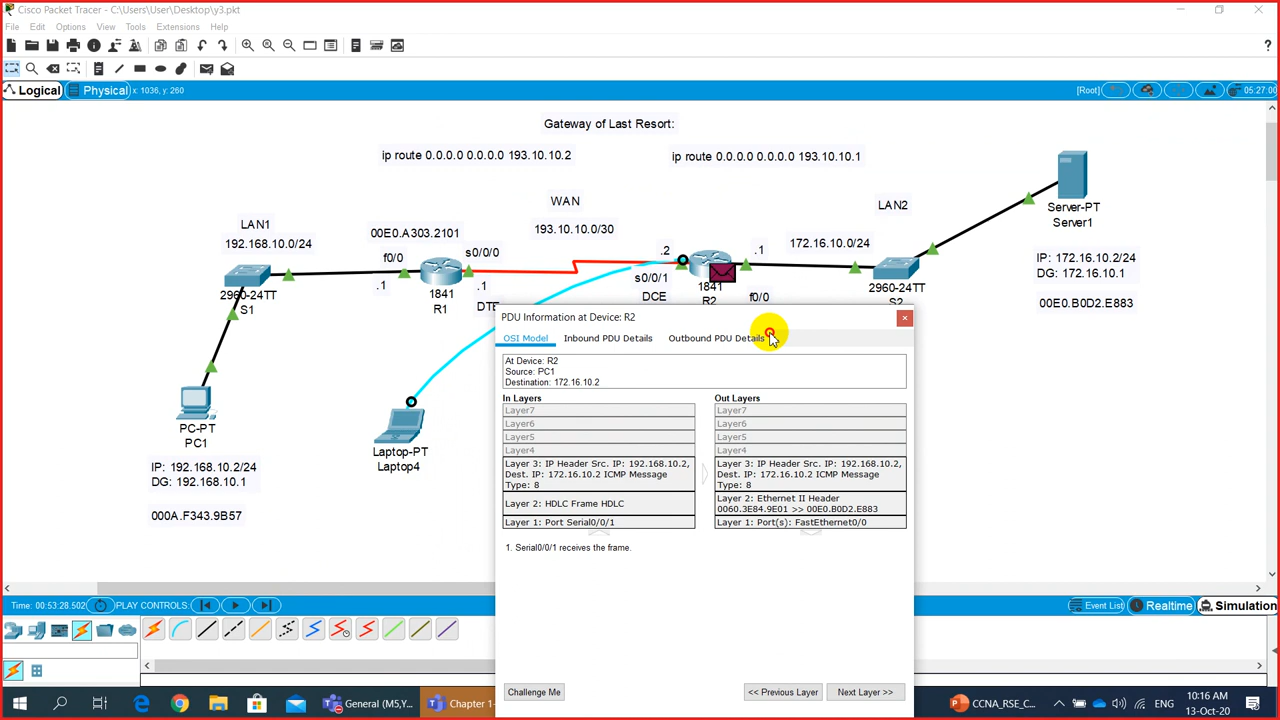 Cisco Packet Tracer - C:\Users\User\Desktop\y3.pkt
File Edit Options View Tools Extensions Help
?
Logical Physical x: 1036, y: 260 [Root] 05:27:00
Gateway of Last Resort:
ip route 0.0.0.0 0.0.0.0 193.10.10.2
ip route 0.0.0.0 0.0.0.0 193.10.10.1
WAN
193.10.10.0/30
LAN1
192.168.10.0/24
00E0.A303.2101
f0/0
s0/0/0
.1
.1
DTE
2960-24TT
S1
1841
R1
LAN2
172.16.10.0/24
.2
.1
s0/0/1
DCE
1841
R2
f0/0
2960-24TT
S2
Server-PT
Server1
IP: 172.16.10.2/24
DG: 172.16.10.1
00E0.B0D2.E883
PC-PT
PC1
IP: 192.168.10.2/24
DG: 192.168.10.1
000A.F343.9B57
Laptop-PT
Laptop4
PDU Information at Device: R2
OSI Model Inbound PDU Details Outbound PDU Details
At Device: R2
Source: PC1
Destination: 172.16.10.2
In Layers
Layer7
Layer6
Layer5
Layer4
Layer 3: IP Header Src. IP: 192.168.10.2,
Dest. IP: 172.16.10.2 ICMP Message
Type: 8
Layer 2: HDLC Frame HDLC
Layer 1: Port Serial0/0/1
Out Layers
Layer7
Layer6
Layer5
Layer4
Layer 3: IP Header Src. IP: 192.168.10.2,
Dest. IP: 172.16.10.2 ICMP Message
Type: 8
Layer 2: Ethernet II Header
0060.3E84.9E01 >> 00E0.B0D2.E883
Layer 1: Port(s): FastEthernet0/0
1. Serial0/0/1 receives the frame.
Challenge Me << Previous Layer Next Layer >>
Time: 00:53:28.502 PLAY CONTROLS: Event List Realtime Simulation
General (M5,Y... Chapter 1- CCNA_RSE_C... ENG
10:16 AM
13-Oct-20